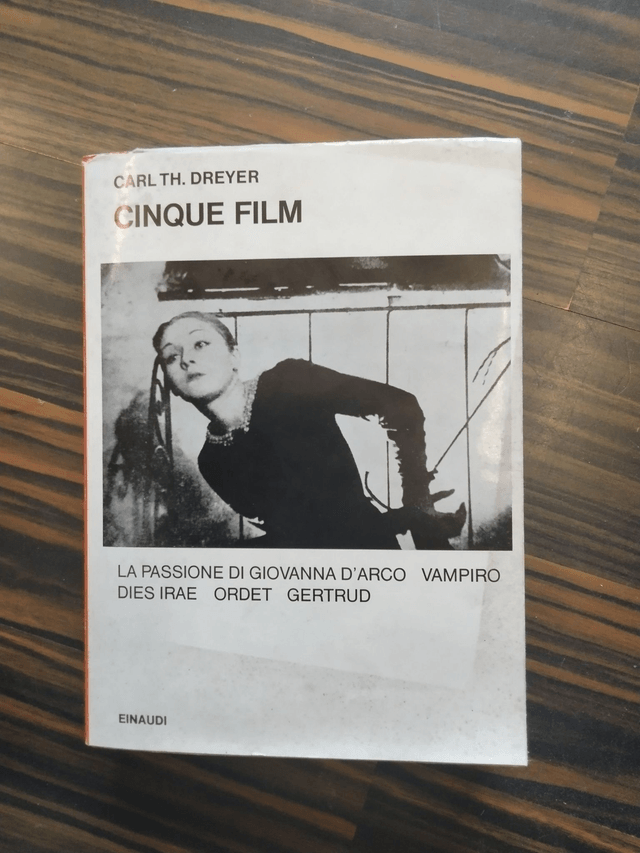 CARL TH. DREYER
CINQUE FILM
LA PASSIONE DI GIOVANNA D'ARCO VAMPIRO
DIES IRAE ORDET GERTRUD
EINAUDI